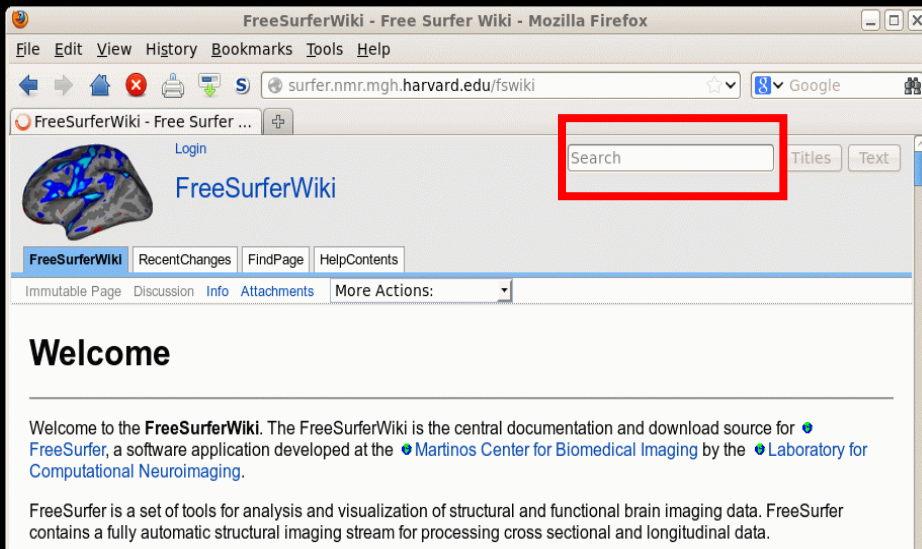 FreeSurferWiki - Free Surfer Wiki - Mozilla Firefox
File Edit View History Bookmarks Tools Help
S surfer.nmr.mgh.harvard.edu/fswiki 8 Google
FreeSurferWiki - Free Surfer ...
Login
Search Titles Text
FreeSurferWiki
FreeSurferWiki RecentChanges FindPage HelpContents
Immutable Page Discussion Info Attachments More Actions:
Welcome
Welcome to the FreeSurferWiki. The FreeSurferWiki is the central documentation and download source for
FreeSurfer, a software application developed at the Martinos Center for Biomedical Imaging by the Laboratory for
Computational Neuroimaging.
FreeSurfer is a set of tools for analysis and visualization of structural and functional brain imaging data. FreeSurfer
contains a fully automatic structural imaging stream for processing cross sectional and longitudinal data.